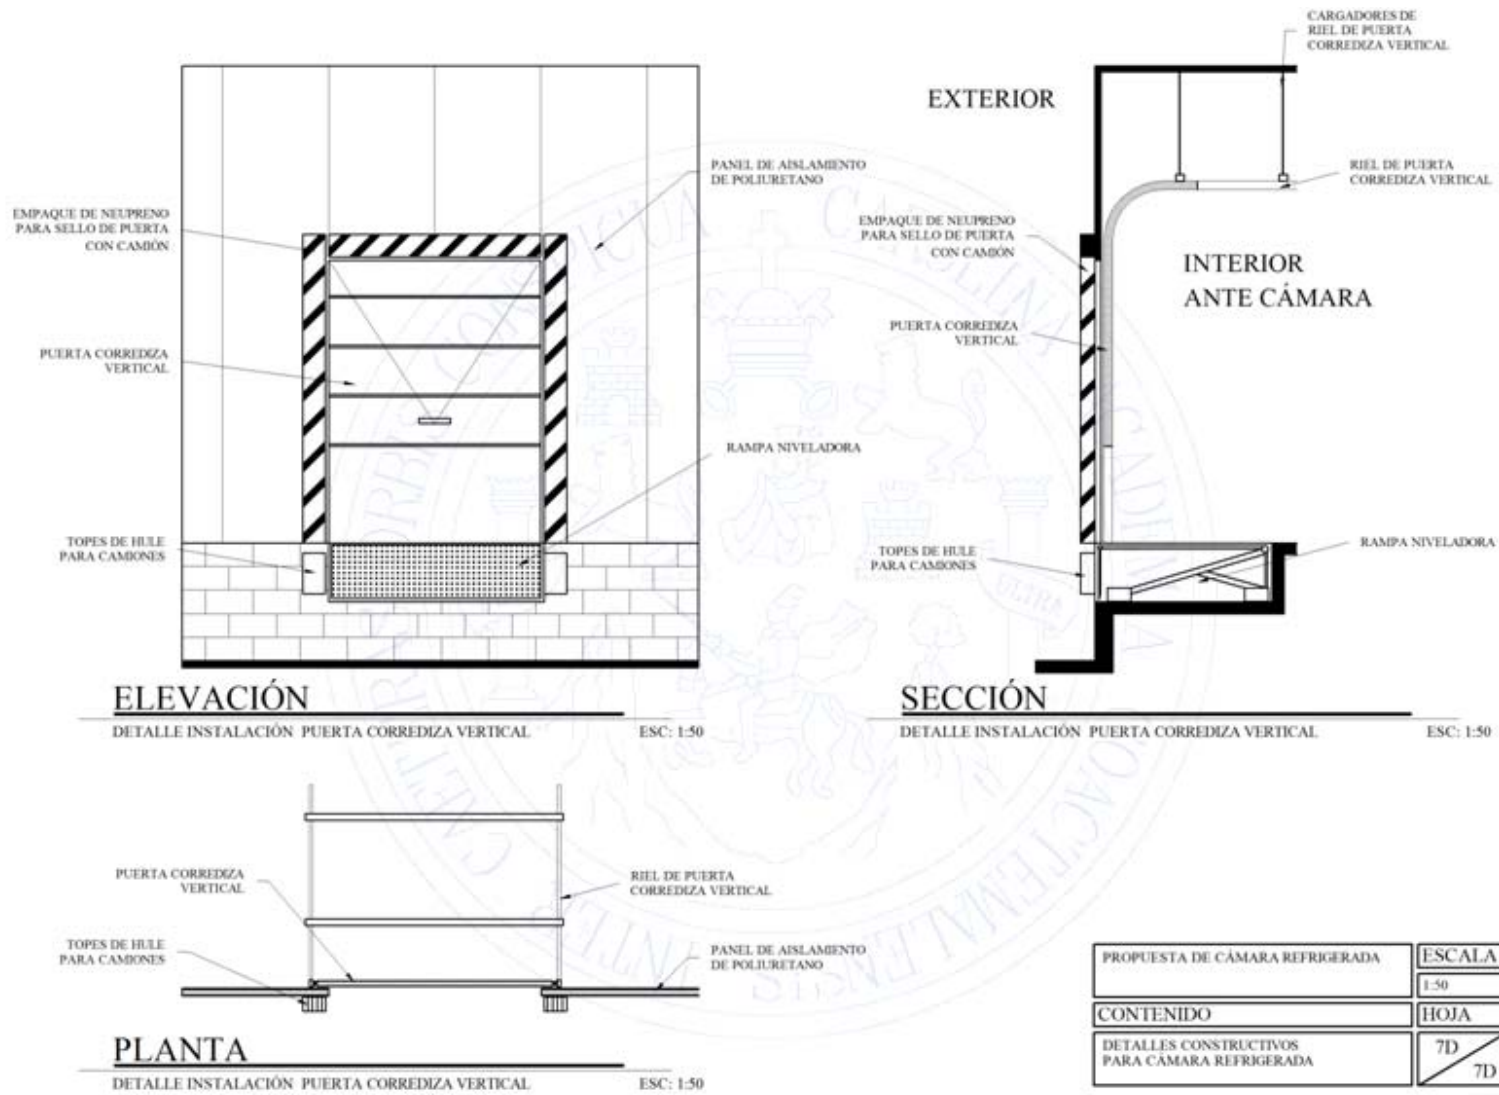 PANEL DE AISLAMIENTO
DE POLIURETANO
EMPAQUE DE NEUPRENO
PARA SELLO DE PUERTA
CON CAMIÓN
PUERTA CORREDIZA
VERTICAL
RAMPA NIVELADORA
TOPES DE HULE
PARA CAMIONES
ELEVACIÓN
DETALLE INSTALACIÓN PUERTA CORREDIZA VERTICAL
ESC: 1:50
CARGADORES DE
RIEL DE PUERTA
CORREDIZA VERTICAL
EXTERIOR
RIEL DE PUERTA
CORREDIZA VERTICAL
EMPAQUE DE NEUPRENO
PARA SELLO DE PUERTA
CON CAMIÓN
INTERIOR
ANTE CÁMARA
PUERTA CORREDIZA
VERTICAL
TOPES DE HULE
PARA CAMIONES
RAMPA NIVELADORA
SECCIÓN
DETALLE INSTALACIÓN PUERTA CORREDIZA VERTICAL
ESC: 1:50
PUERTA CORREDIZA
VERTICAL
RIEL DE PUERTA
CORREDIZA VERTICAL
TOPES DE HULE
PARA CAMIONES
PANEL DE AISLAMIENTO
DE POLIURETANO
PLANTA
DETALLE INSTALACIÓN PUERTA CORREDIZA VERTICAL
ESC: 1:50
PROPUESTA DE CÁMARA REFRIGERADA
ESCALA
1:50
CONTENIDO
HOJA
DETALLES CONSTRUCTIVOS
PARA CÁMARA REFRIGERADA
7D
7D
CAROLINA
COACTEMALENSIS
INTER
CONSPICUA
ULTRA